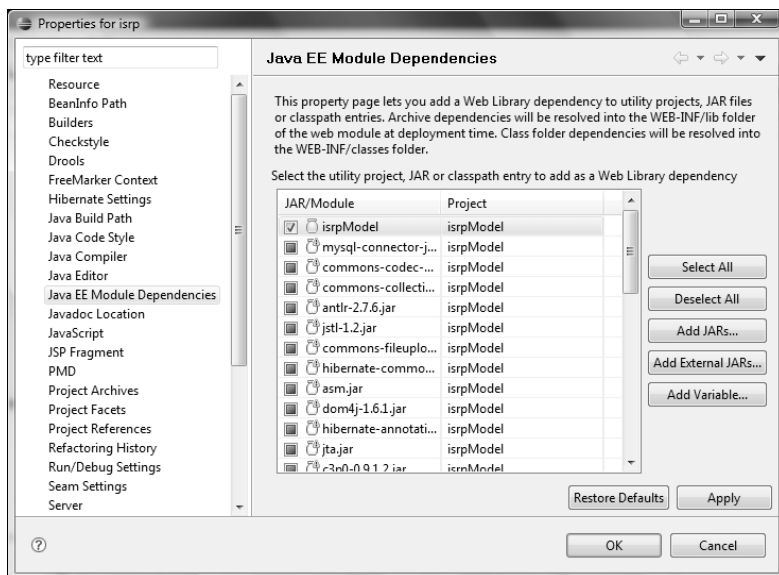 Properties for isrp
type filter text
Resource
BeanInfo Path
Builders
Checkstyle
Drools
FreeMarker Context
Hibernate Settings
Java Build Path
Java Code Style
Java Compiler
Java Editor
Java EE Module Dependencies
Javadoc Location
JavaScript
JSP Fragment
PMD
Project Archives
Project Facets
Project References
Refactoring History
Run/Debug Settings
Seam Settings
Server
Java EE Module Dependencies
This property page lets you add a Web Library dependency to utility projects, JAR files
or classpath entries. Archive dependencies will be resolved into the WEB-INF/lib folder
of the web module at deployment time. Class folder dependencies will be resolved into
the WEB-INF/classes folder.
Select the utility project, JAR or classpath entry to add as a Web Library dependency
JAR/Module Project
isrpModel isrpModel
mysql-connector-j... isrpModel
commons-codec-... isrpModel
commons-collecti... isrpModel
antlr-2.7.6.jar isrpModel
jstl-1.2.jar isrpModel
commons-fileuplo... isrpModel
hibernate-commo... isrpModel
asm.jar isrpModel
dom4j-1.6.1.jar isrpModel
hibernate-annotati... isrpModel
jta.jar isrpModel
c3p0-0.9.1.2.jar isrpModel
Select All
Deselect All
Add JARs...
Add External JARs...
Add Variable...
Restore Defaults Apply
OK Cancel